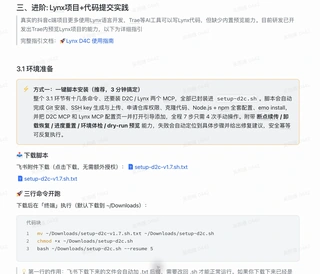 三、进阶: Lynx项目+代码提交实践
真实的抖音c端项目更多使用Lynx语言开发、Trae等AI工具可以写Lynx代码，但缺少内置预览能力。目前研发已开发出Trae内预览Lynx项目的能力，以下为详细指引
完整指引文档: Lynx D4C 使用指南
3.1 环境准备
方式一：一键脚本安装（推荐，3 分钟搞定）
整个 3.1 环节有十几条命令，还要装 D2C / Lynx 两个 MCP，全部已封装进 setup-d2c.sh 。脚本会自动
完成 Git 安装、SSH key 生成与上传、申请仓库权限、克隆代码、Node.js + npm 全套配置、emo install，
并把 D2C MCP 和 Lynx MCP 配置页一并打开引导添加，全程 7 步只需 4 次手动操作。附带 断点续传 / 卸
载恢复 / 进度重置 / 环境体检 / dry-run 预览 能力，失败会自动定位到具体步骤并给出修复建议，安全幂等
可反复执行。
下载脚本
飞书附件下载（点击下载，无需额外授权）： setup-d2c-v1.7.sh.txt
setup-d2c-v1.7.sh.txt
三行命令开跑
下载后在「终端」执行（默认下载到 ~/Downloads）：
代码块
1 mv ~/Downloads/setup-d2c-v1.7.sh.txt ~/Downloads/setup-d2c.sh
2 chmod +x ~/Downloads/setup-d2c.sh
3 bash ~/Downloads/setup-d2c.sh --resume 5